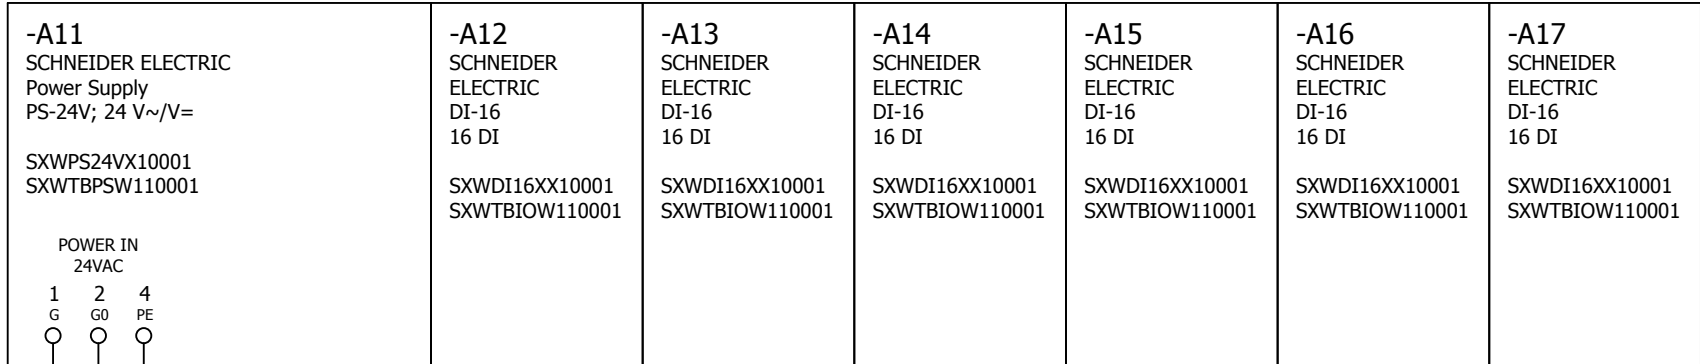 -A11
SCHNEIDER ELECTRIC
Power Supply
PS-24V; 24 V~/V=
SXWPS24VX10001
SXWTBPSW110001
POWER IN
24VAC
1 2 4
G G0 PE
-A12
SCHNEIDER
ELECTRIC
DI-16
16 DI
SXWDI16XX10001
SXWTBIOW110001
-A13
SCHNEIDER
ELECTRIC
DI-16
16 DI
SXWDI16XX10001
SXWTBIOW110001
-A14
SCHNEIDER
ELECTRIC
DI-16
16 DI
SXWDI16XX10001
SXWTBIOW110001
-A15
SCHNEIDER
ELECTRIC
DI-16
16 DI
SXWDI16XX10001
SXWTBIOW110001
-A16
SCHNEIDER
ELECTRIC
DI-16
16 DI
SXWDI16XX10001
SXWTBIOW110001
-A17
SCHNEIDER
ELECTRIC
DI-16
16 DI
SXWDI16XX10001
SXWTBIOW110001